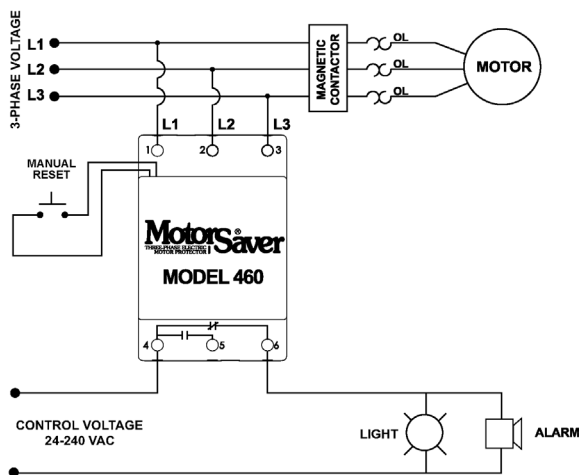 3-PHASE VOLTAGE
L1
L2
L3
MAGNETIC
CONTACTOR
OL
OL
OL
MOTOR
L1
L2
L3
1
2
3
MANUAL
RESET
MotorSaver®
THREE-PHASE ELECTRIC
MOTOR PROTECTOR
MODEL 460
4
5
6
CONTROL VOLTAGE
24-240 VAC
LIGHT
ALARM